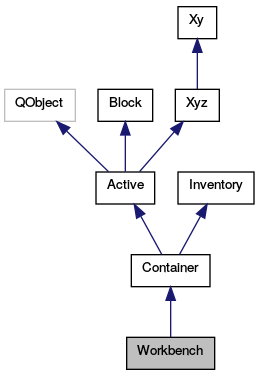 Xy
QObject
Block
Xyz
Active
Inventory
Container
Workbench